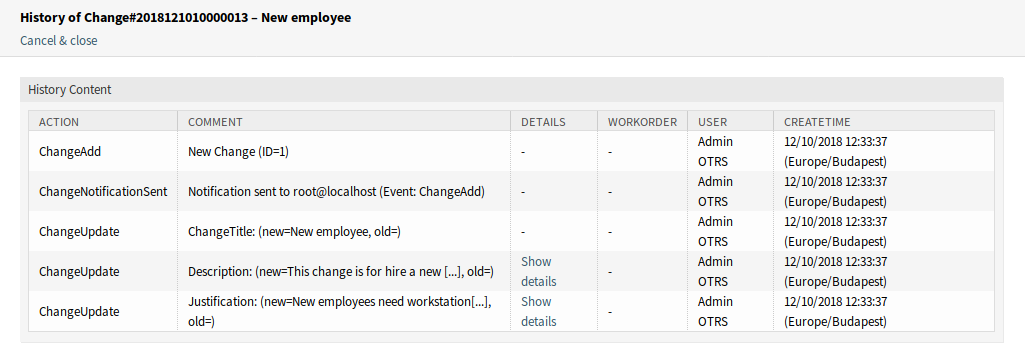 History of Change#2018121010000013 – New employee
Cancel & close
History Content
ACTION COMMENT DETAILS WORKORDER USER CREATETIME
ChangeAdd New Change (ID=1) - - Admin OTRS 12/10/2018 12:33:37 (Europe/Budapest)
ChangeNotificationSent Notification sent to root@localhost (Event: ChangeAdd) - - Admin OTRS 12/10/2018 12:33:37 (Europe/Budapest)
ChangeUpdate ChangeTitle: (new=New employee, old=) - - Admin OTRS 12/10/2018 12:33:37 (Europe/Budapest)
ChangeUpdate Description: (new=This change is for hire a new [...], old=) Show details - Admin OTRS 12/10/2018 12:33:37 (Europe/Budapest)
ChangeUpdate Justification: (new=New employees need workstation[...], old=) Show details - Admin OTRS 12/10/2018 12:33:37 (Europe/Budapest)